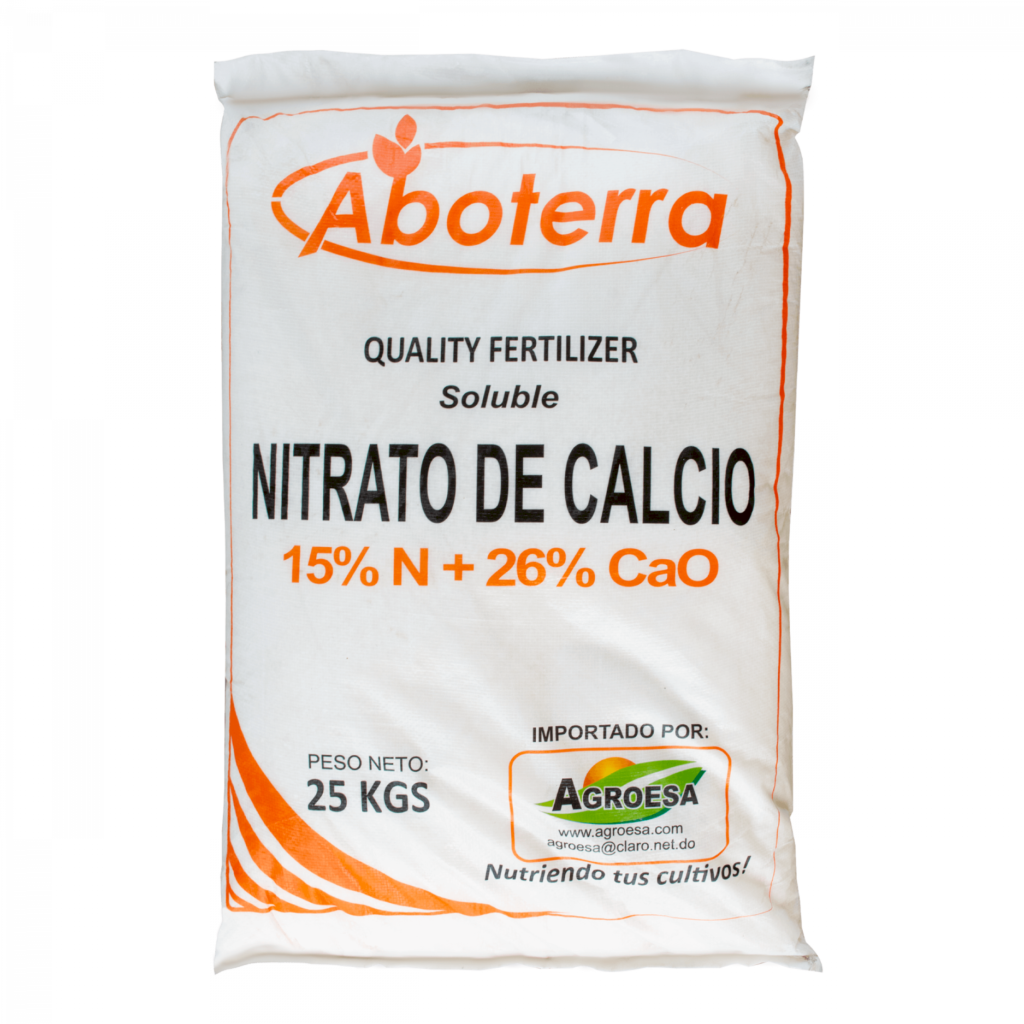 Aboterra
QUALITY FERTILIZER
Soluble
NITRATO DE CALCIO
15% N + 26% CaO
IMPORTADO POR:
PESO NETO:
25 KGS
AGROESA
www.agroesa.com
agroesa@claro.net.do
Nutriendo tus cultivos!